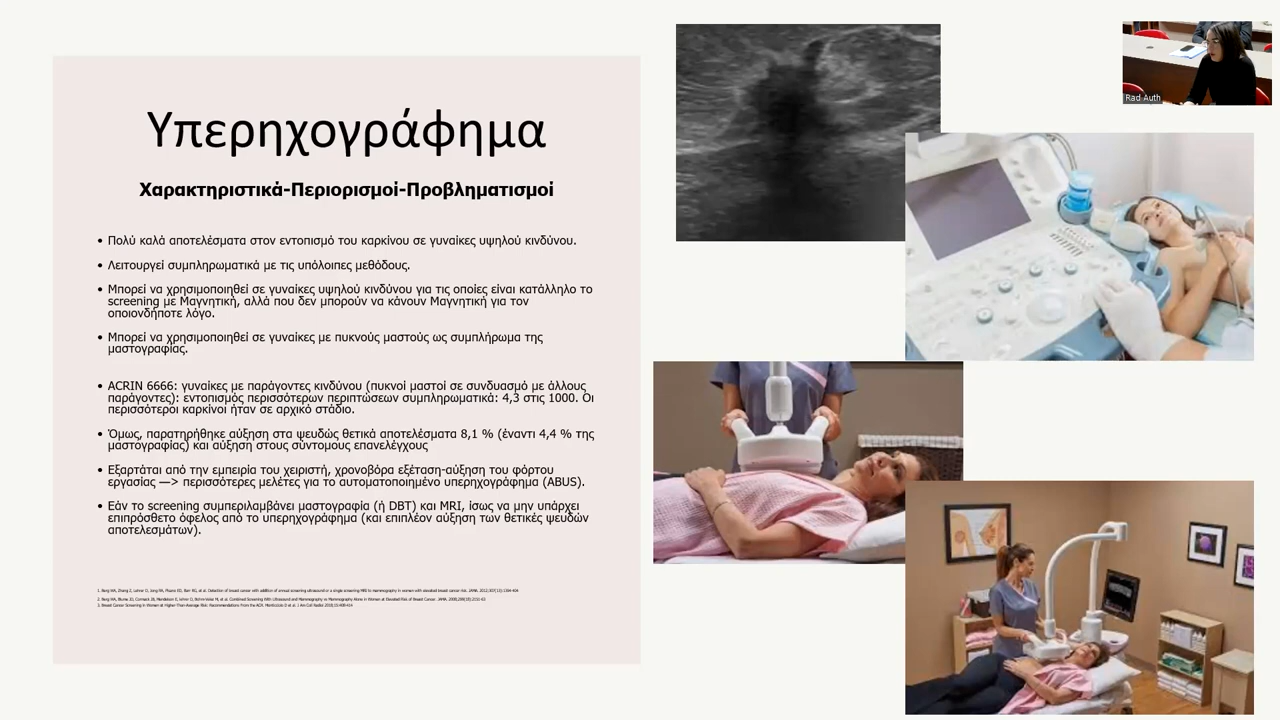 Υπερηχογράφημα
Χαρακτηριστικά-Περιορισμοί-Προβληματισμοί
• Πολύ καλά αποτελέσματα στον εντοπισμό του καρκίνου σε γυναίκες υψηλού κινδύνου.
• Λειτουργεί συμπληρωματικά με τις υπόλοιπες μεθόδους.
• Μπορεί να χρησιμοποιηθεί σε γυναίκες υψηλού κινδύνου για τις οποίες είναι κατάλληλο το
screening με Μαγνητική, αλλά που δεν μπορούν να κάνουν Μαγνητική για τον
οποιονδήποτε λόγο.
• Μπορεί να χρησιμοποιηθεί σε γυναίκες με πυκνούς μαστούς ως συμπλήρωμα της
μαστογραφίας.
• ACRIN 6666: γυναίκες με παράγοντες κινδύνου (πυκνοί μαστοί σε συνδυασμό με άλλους
παράγοντες): εντοπισμός περισσότερων περιπτώσεων συμπληρωματικά: 4,3 στις 1000. Οι
περισσότεροι καρκίνοι ήταν σε αρχικό στάδιο.
• Όμως, παρατηρήθηκε αύξηση στα ψευδώς θετικά αποτελέσματα 8,1 % (έναντι 4,4 % της
μαστογραφίας) και αύξηση στους σύντομους επανελέγχους
• Εξαρτάται από την εμπειρία του χειριστή, χρονοβόρα εξέταση-αύξηση του φόρτου
εργασίας —> περισσότερες μελέτες για το αυτοματοποιημένο υπερηχογράφημα (ABUS).
• Εάν το screening συμπεριλαμβάνει μαστογραφία (ή DBT) και MRI, ίσως να μην υπάρχει
επιπρόσθετο όφελος από το υπερηχογράφημα (και επιπλέον αύξηση των θετικής ψευδών
αποτελεσμάτων).
Rad Auth